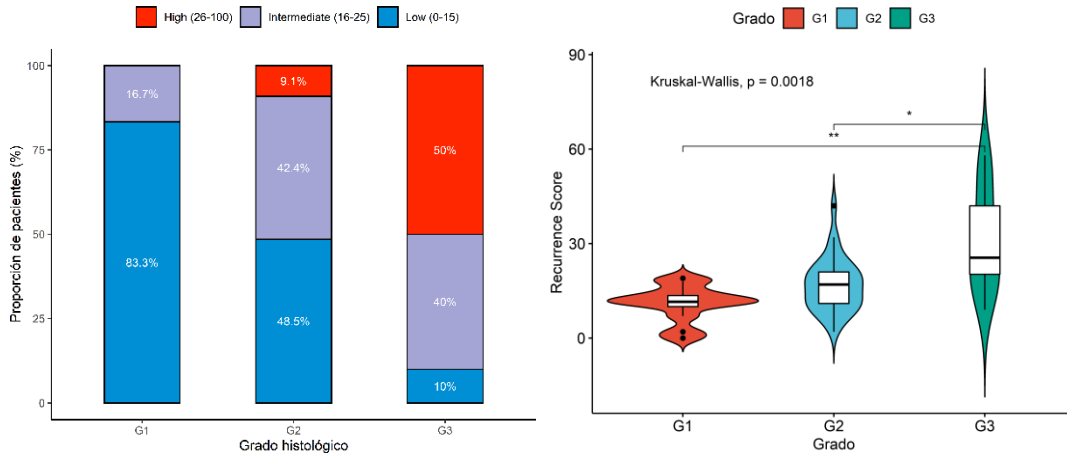 High (26-100) Intermediate (16-25) Low (0-15)
Proporción de pacientes (%)
100
75
50
25
0
16.7%
83.3%
9.1%
42.4%
48.5%
50%
40%
10%
G1 G2 G3
Grado histológico
Grado G1 G2 G3
Kruskal-Wallis, p = 0.0018
*
**
Recurrence Score
90
60
30
0
G1 G2 G3
Grado